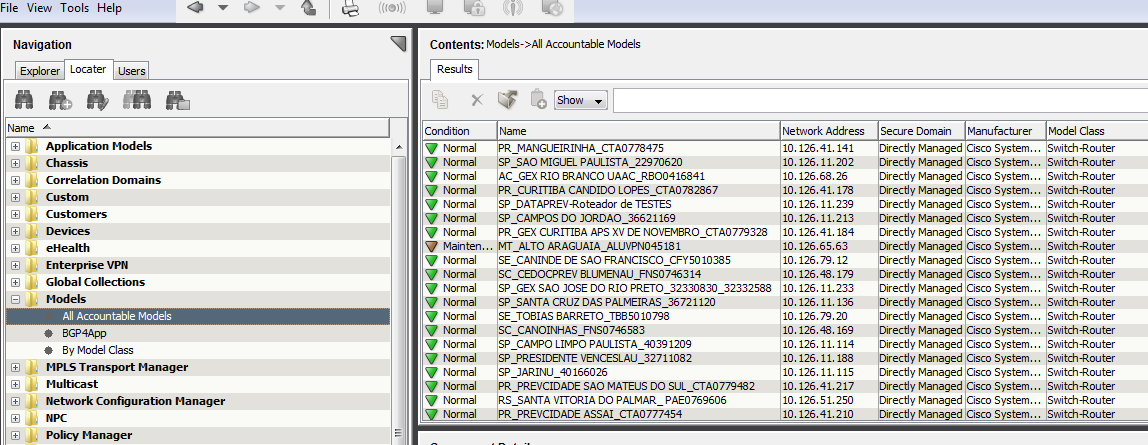 File View Tools Help
Navigation
Explorer Locater Users
Name
Application Models
Chassis
Correlation Domains
Custom
Customers
Devices
eHealth
Enterprise VPN
Global Collections
Models
All Accountable Models
BGP4App
By Model Class
MPLS Transport Manager
Multicast
Network Configuration Manager
NPC
Policy Manager
Contents: Models->All Accountable Models
Results
Show
Condition Name Network Address Secure Domain Manufacturer Model Class
Normal PR_MANGUEIRINHA_CTA0778475 10.126.41.141 Directly Managed Cisco System... Switch-Router
Normal SP_SAO MIGUEL PAULISTA_22970620 10.126.11.202 Directly Managed Cisco System... Switch-Router
Normal AC_GEX RIO BRANCO UAAC_RBO0416841 10.126.68.26 Directly Managed Cisco System... Switch-Router
Normal PR_CURITIBA CANDIDO LOPES_CTA0782867 10.126.41.178 Directly Managed Cisco System... Switch-Router
Normal SP_DATAPREV-Roteador de TESTES 10.126.11.239 Directly Managed Cisco System... Switch-Router
Normal SP_CAMPOS DO JORDAO_36621169 10.126.11.213 Directly Managed Cisco System... Switch-Router
Normal PR_GEX CURITIBA APS XV DE NOVEMBRO_CTA0779328 10.126.41.184 Directly Managed Cisco System... Switch-Router
Mainten... MT_ALTO ARAGUAIA_ALUVPN045181 10.126.65.63 Directly Managed Cisco System... Switch-Router
Normal SE_CANINDE DE SAO FRANCISCO_CFY5010385 10.126.79.12 Directly Managed Cisco System... Switch-Router
Normal SC_CEDOCPREV BLUMENAU_FNS0746314 10.126.48.179 Directly Managed Cisco System... Switch-Router
Normal SP_GEX SAO JOSE DO RIO PRETO_32330830_32332588 10.126.11.233 Directly Managed Cisco System... Switch-Router
Normal SP_SANTA CRUZ DAS PALMEIRAS_36721120 10.126.11.136 Directly Managed Cisco System... Switch-Router
Normal SE_TOBIAS BARRETO_TBB5010798 10.126.79.20 Directly Managed Cisco System... Switch-Router
Normal SC_CANOINHAS_FNS0746583 10.126.48.169 Directly Managed Cisco System... Switch-Router
Normal SP_CAMPO LIMPO PAULISTA_40391209 10.126.11.114 Directly Managed Cisco System... Switch-Router
Normal SP_PRESIDENTE VENCESLAU_32711082 10.126.11.188 Directly Managed Cisco System... Switch-Router
Normal SP_JARINU_40166026 10.126.11.115 Directly Managed Cisco System... Switch-Router
Normal PR_PREVCIDADE SAO MATEUS DO SUL_CTA0779482 10.126.41.217 Directly Managed Cisco System... Switch-Router
Normal RS_SANTA VITORIA DO PALMAR_ PAE0769606 10.126.51.250 Directly Managed Cisco System... Switch-Router
Normal PR_PREVCIDADE ASSAI_CTA0777454 10.126.41.210 Directly Managed Cisco System... Switch-Router